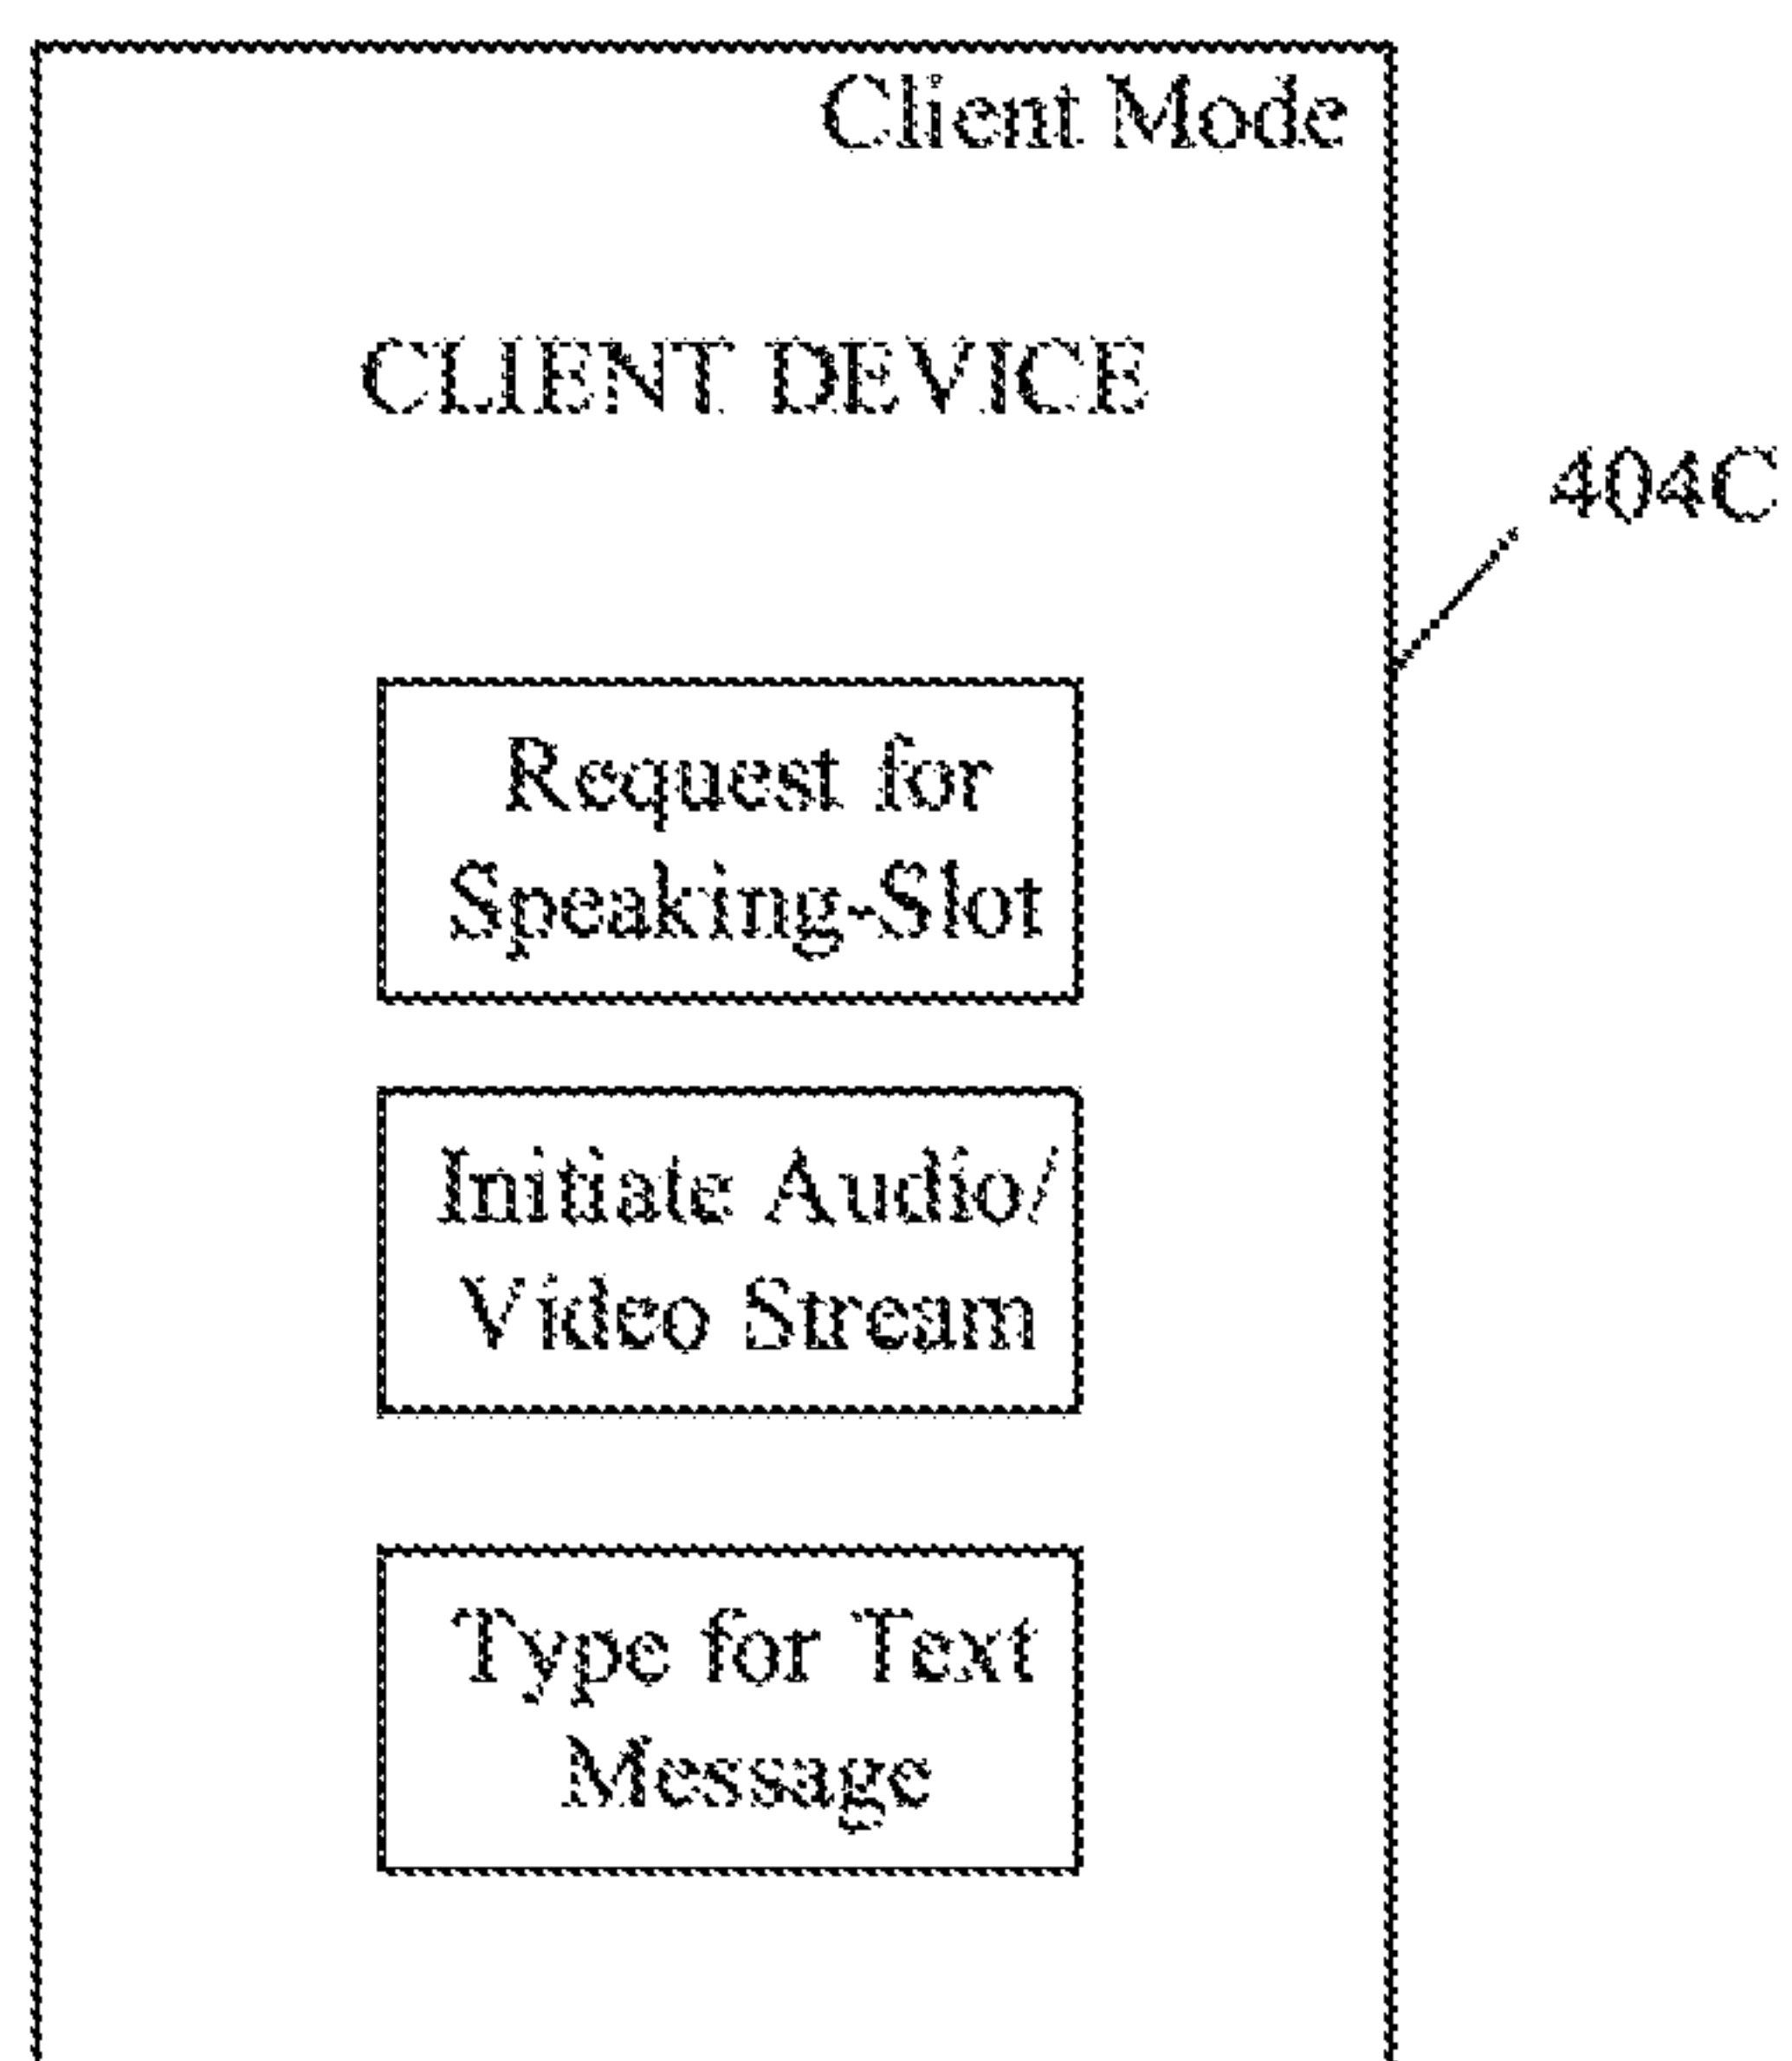 Client Mode
CLIENT DEVICE
404C
Request for
Speaking-Slot
Initiate Audio/
Video Stream
Type for Text
Message